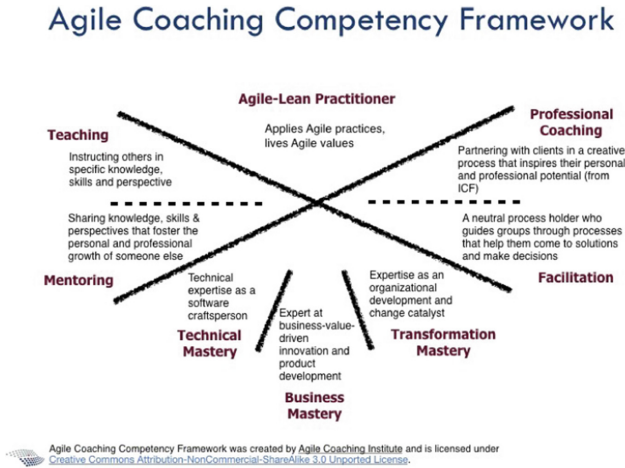 Agile Coaching Competency Framework
Agile-Lean Practitioner
Applies Agile practices,
lives Agile values
Teaching
Instructing others in
specific knowledge,
skills and perspective
Professional
Coaching
Partnering with clients in a creative
process that inspires their personal
and professional potential (from
ICF)
Sharing knowledge, skills &
perspectives that foster the
personal and professional
growth of someone else
Mentoring
A neutral process holder who
guides groups through processes
that help them come to solutions
and make decisions
Facilitation
Technical
expertise as a
software
craftsperson
Technical
Mastery
Expert at
business-value-
driven
innovation and
product
development
Business
Mastery
Expertise as an
organizational
development and
change catalyst
Transformation
Mastery
Agile Coaching Competency Framework was created by Agile Coaching Institute and is licensed under
Creative Commons Attribution-NonCommercial-ShareAlike 3.0 Unported License.